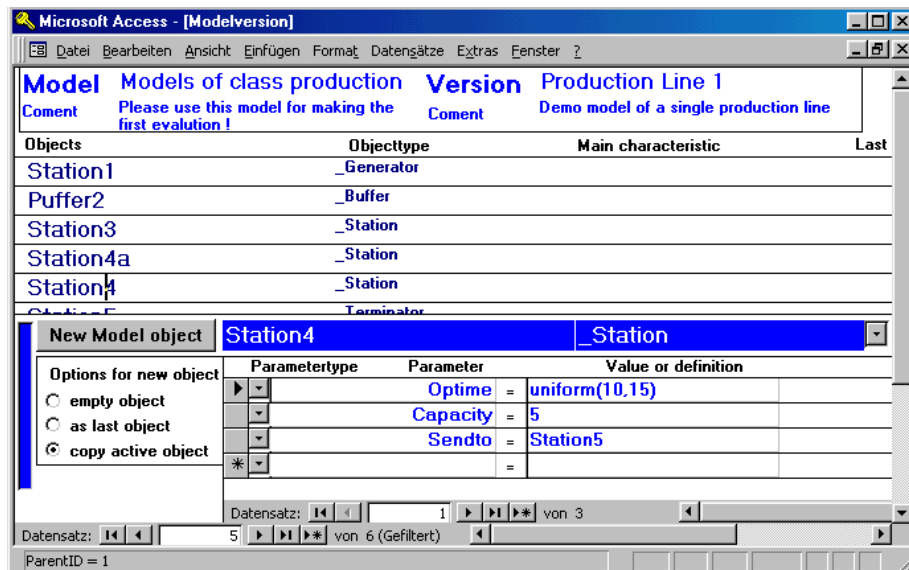 Microsoft Access - [Modelversion]
Datei Bearbeiten Ansicht Einfügen Format Datensätze Extras Fenster ?
Model Models of class production Version Production Line 1
Coment Please use this model for making the first evalution ! Coment Demo model of a single production line
Objects Objecttype Main characteristic Last
Station1 _Generator
Puffer2 _Buffer
Station3 _Station
Station4a _Station
Station4 _Station
Station5 _Terminator
New Model object Station4 _Station
Options for new object Parametertype Parameter Value or definition
empty object Optime = uniform(10,15)
as last object Capacity = 5
copy active object Sendto = Station5
* =
Datensatz: 1 von 3
Datensatz: 5 von 6 (Gefiltert)
ParentID = 1